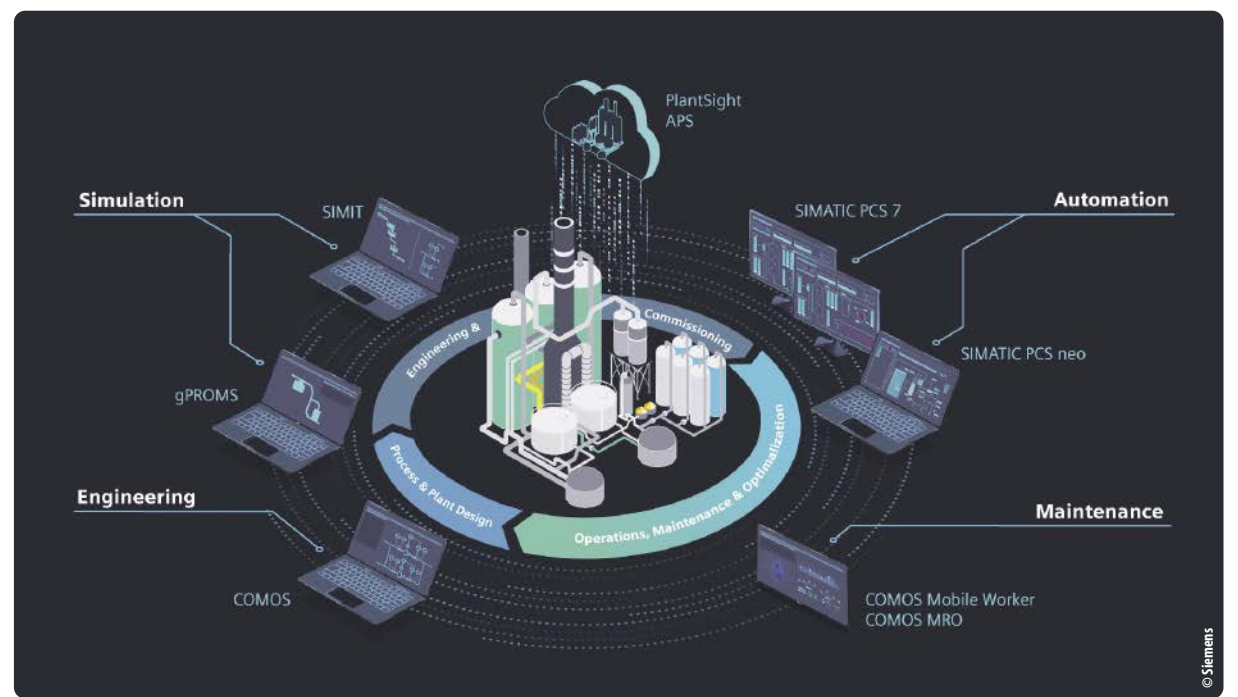 PlantSight
APS
Simulation
SIMIT
SIMATIC PCS 7
Automation
Engineering &
Commissioning
SIMATIC PCS neo
gPROMS
Process & Plant Design
Operations, Maintenance & Optimalization
Engineering
Maintenance
COMOS
COMOS Mobile Worker
COMOS MRO
© Siemens